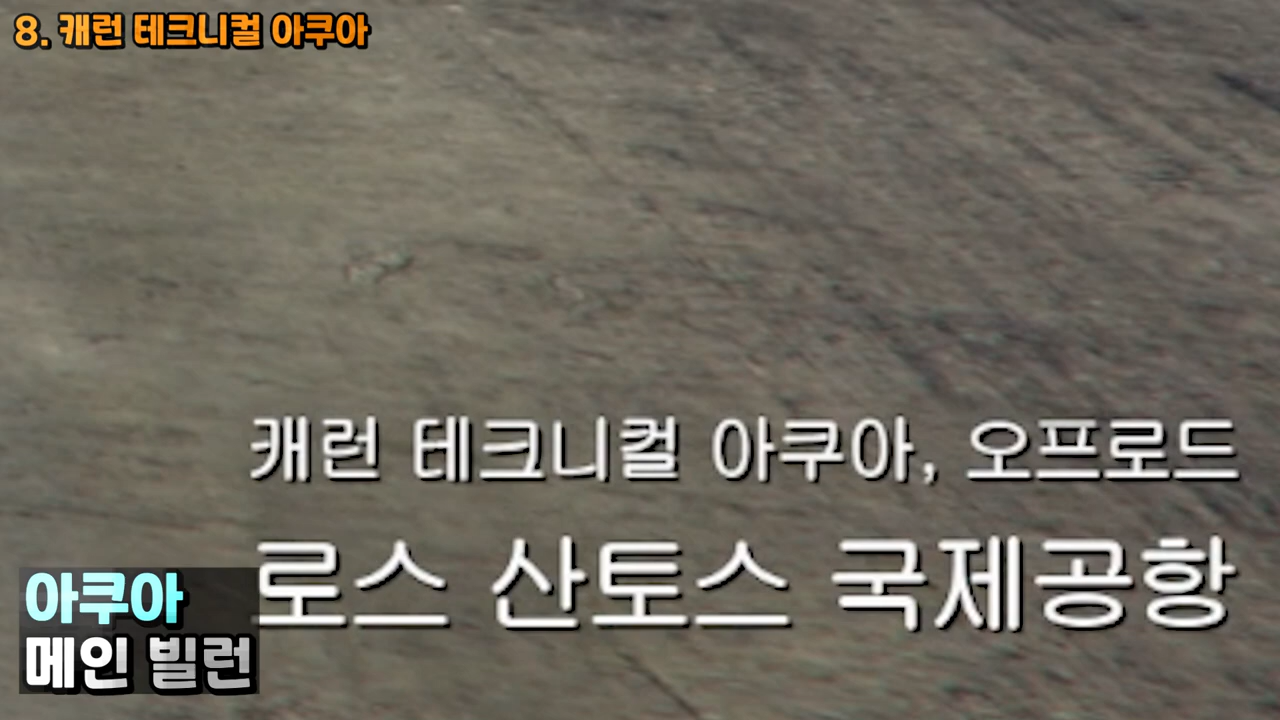 8. 캐런 테크니컬 아쿠아
캐런 테크니컬 아쿠아, 오프로드
로스 산토스 국제공항
아쿠아
메인 빌런